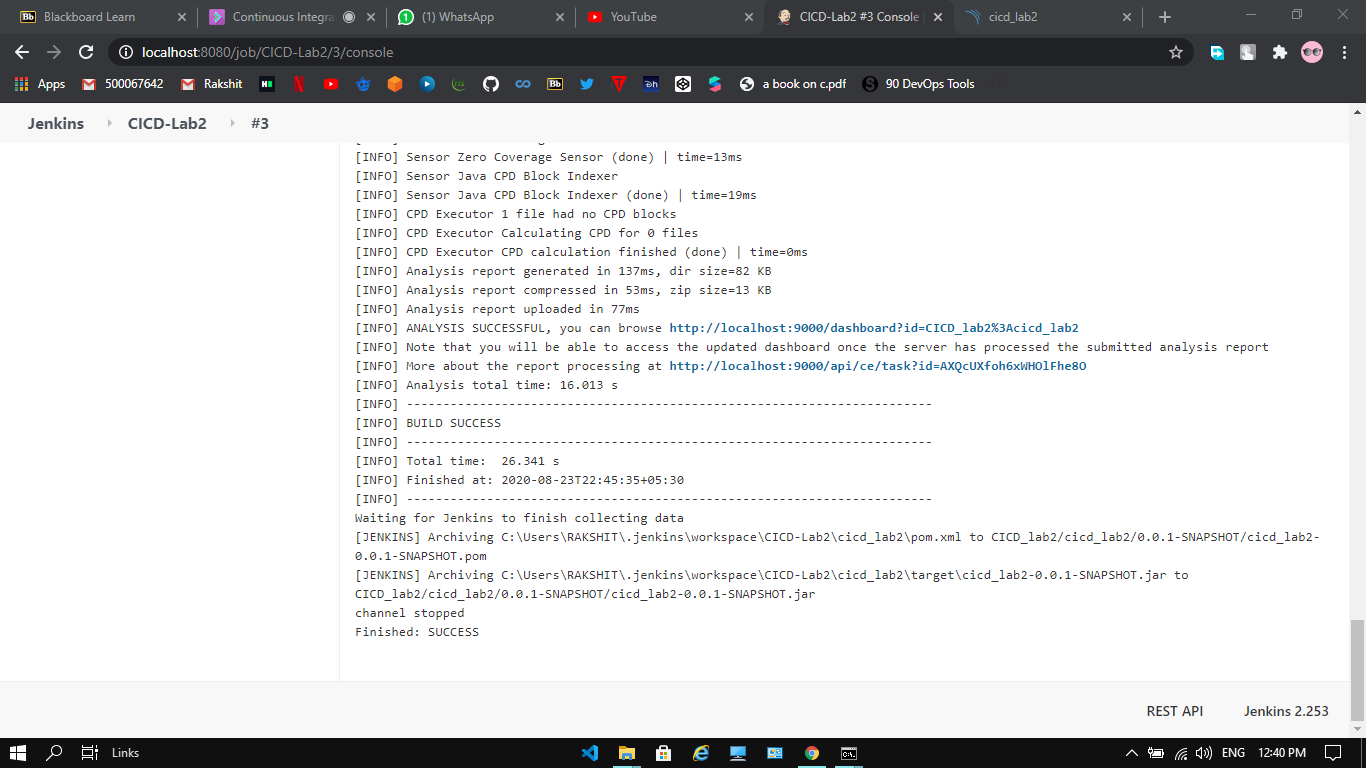 Blackboard Learn
Continuous Integra
(1) WhatsApp
YouTube
CICD-Lab2 #3 Console
cicd_lab2
localhost:8080/job/CICD-Lab2/3/console
Apps
500067642
Rakshit
a book on c.pdf
90 DevOps Tools
Jenkins
CICD-Lab2
#3
[INFO] Sensor Zero Coverage Sensor (done) | time=13ms
[INFO] Sensor Java CPD Block Indexer
[INFO] Sensor Java CPD Block Indexer (done) | time=19ms
[INFO] CPD Executor 1 file had no CPD blocks
[INFO] CPD Executor Calculating CPD for 0 files
[INFO] CPD Executor CPD calculation finished (done) | time=0ms
[INFO] Analysis report generated in 137ms, dir size=82 KB
[INFO] Analysis report compressed in 53ms, zip size=13 KB
[INFO] Analysis report uploaded in 77ms
[INFO] ANALYSIS SUCCESSFUL, you can browse http://localhost:9000/dashboard?id=CICD_lab2%3Acicd_lab2
[INFO] Note that you will be able to access the updated dashboard once the server has processed the submitted analysis report
[INFO] More about the report processing at http://localhost:9000/api/ce/task?id=AXQcUXfoh6xWHOlFhe8O
[INFO] Analysis total time: 16.013 s
[INFO] ------------------------------------------------------------------------
[INFO] BUILD SUCCESS
[INFO] ------------------------------------------------------------------------
[INFO] Total time:  26.341 s
[INFO] Finished at: 2020-08-23T22:45:35+05:30
[INFO] ------------------------------------------------------------------------
Waiting for Jenkins to finish collecting data
[JENKINS] Archiving C:\Users\RAKSHIT\.jenkins\workspace\CICD-Lab2\cicd_lab2\pom.xml to CICD_lab2/cicd_lab2/0.0.1-SNAPSHOT/cicd_lab2-
0.0.1-SNAPSHOT.pom
[JENKINS] Archiving C:\Users\RAKSHIT\.jenkins\workspace\CICD-Lab2\cicd_lab2\target\cicd_lab2-0.0.1-SNAPSHOT.jar to
CICD_lab2/cicd_lab2/0.0.1-SNAPSHOT/cicd_lab2-0.0.1-SNAPSHOT.jar
channel stopped
Finished: SUCCESS
REST API
Jenkins 2.253
Links
ENG
12:40 PM